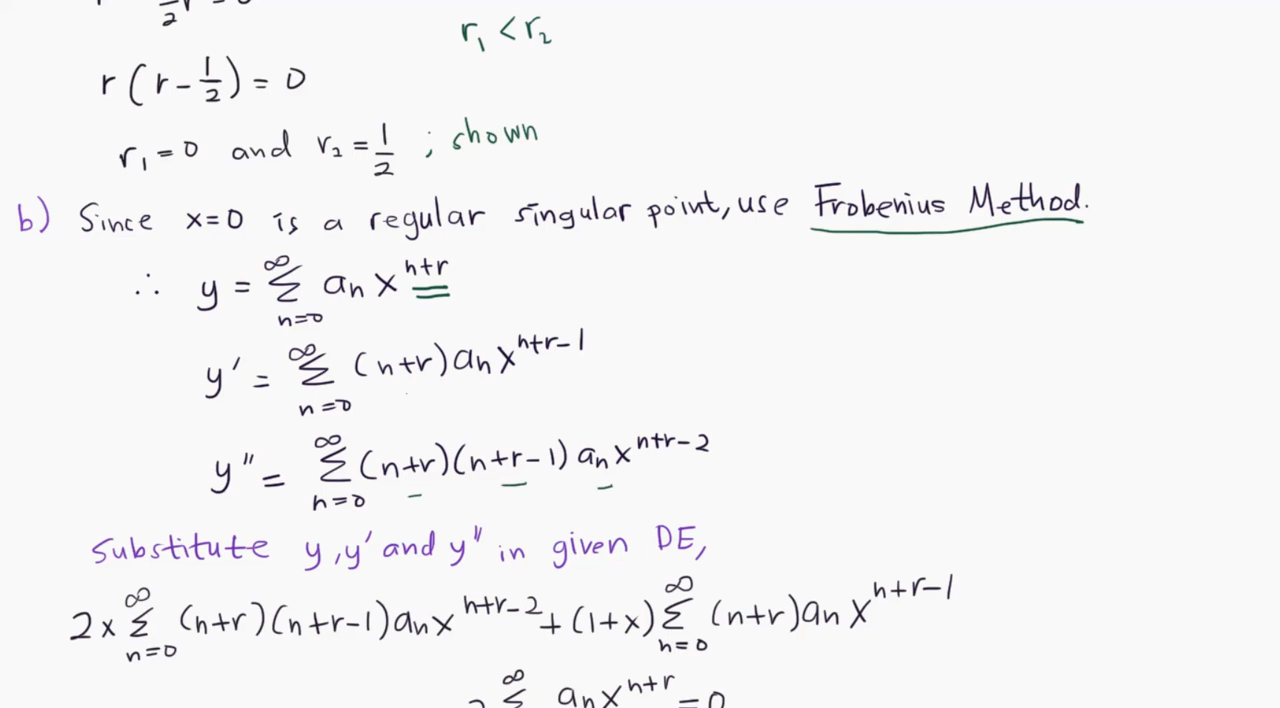 r₁ < r₂
r(r - 1/2) = 0
r₁ = 0 and r₂ = 1/2 ; shown
b) Since x=0 is a regular singular point, use Frobenius Method.
∴ y = ∑_{n=0}^{∞} aₙ x^{n+r}
y' = ∑_{n=0}^{∞} (n+r) aₙ x^{n+r-1}
y'' = ∑_{n=0}^{∞} (n+r)(n+r-1) aₙ x^{n+r-2}
Substitute y, y' and y'' in given DE,
2x ∑_{n=0}^{∞} (n+r)(n+r-1) aₙ x^{n+r-2} + (1+x) ∑_{n=0}^{∞} (n+r) aₙ x^{n+r-1}
∑^{∞} aₙ x^{n+r} = 0